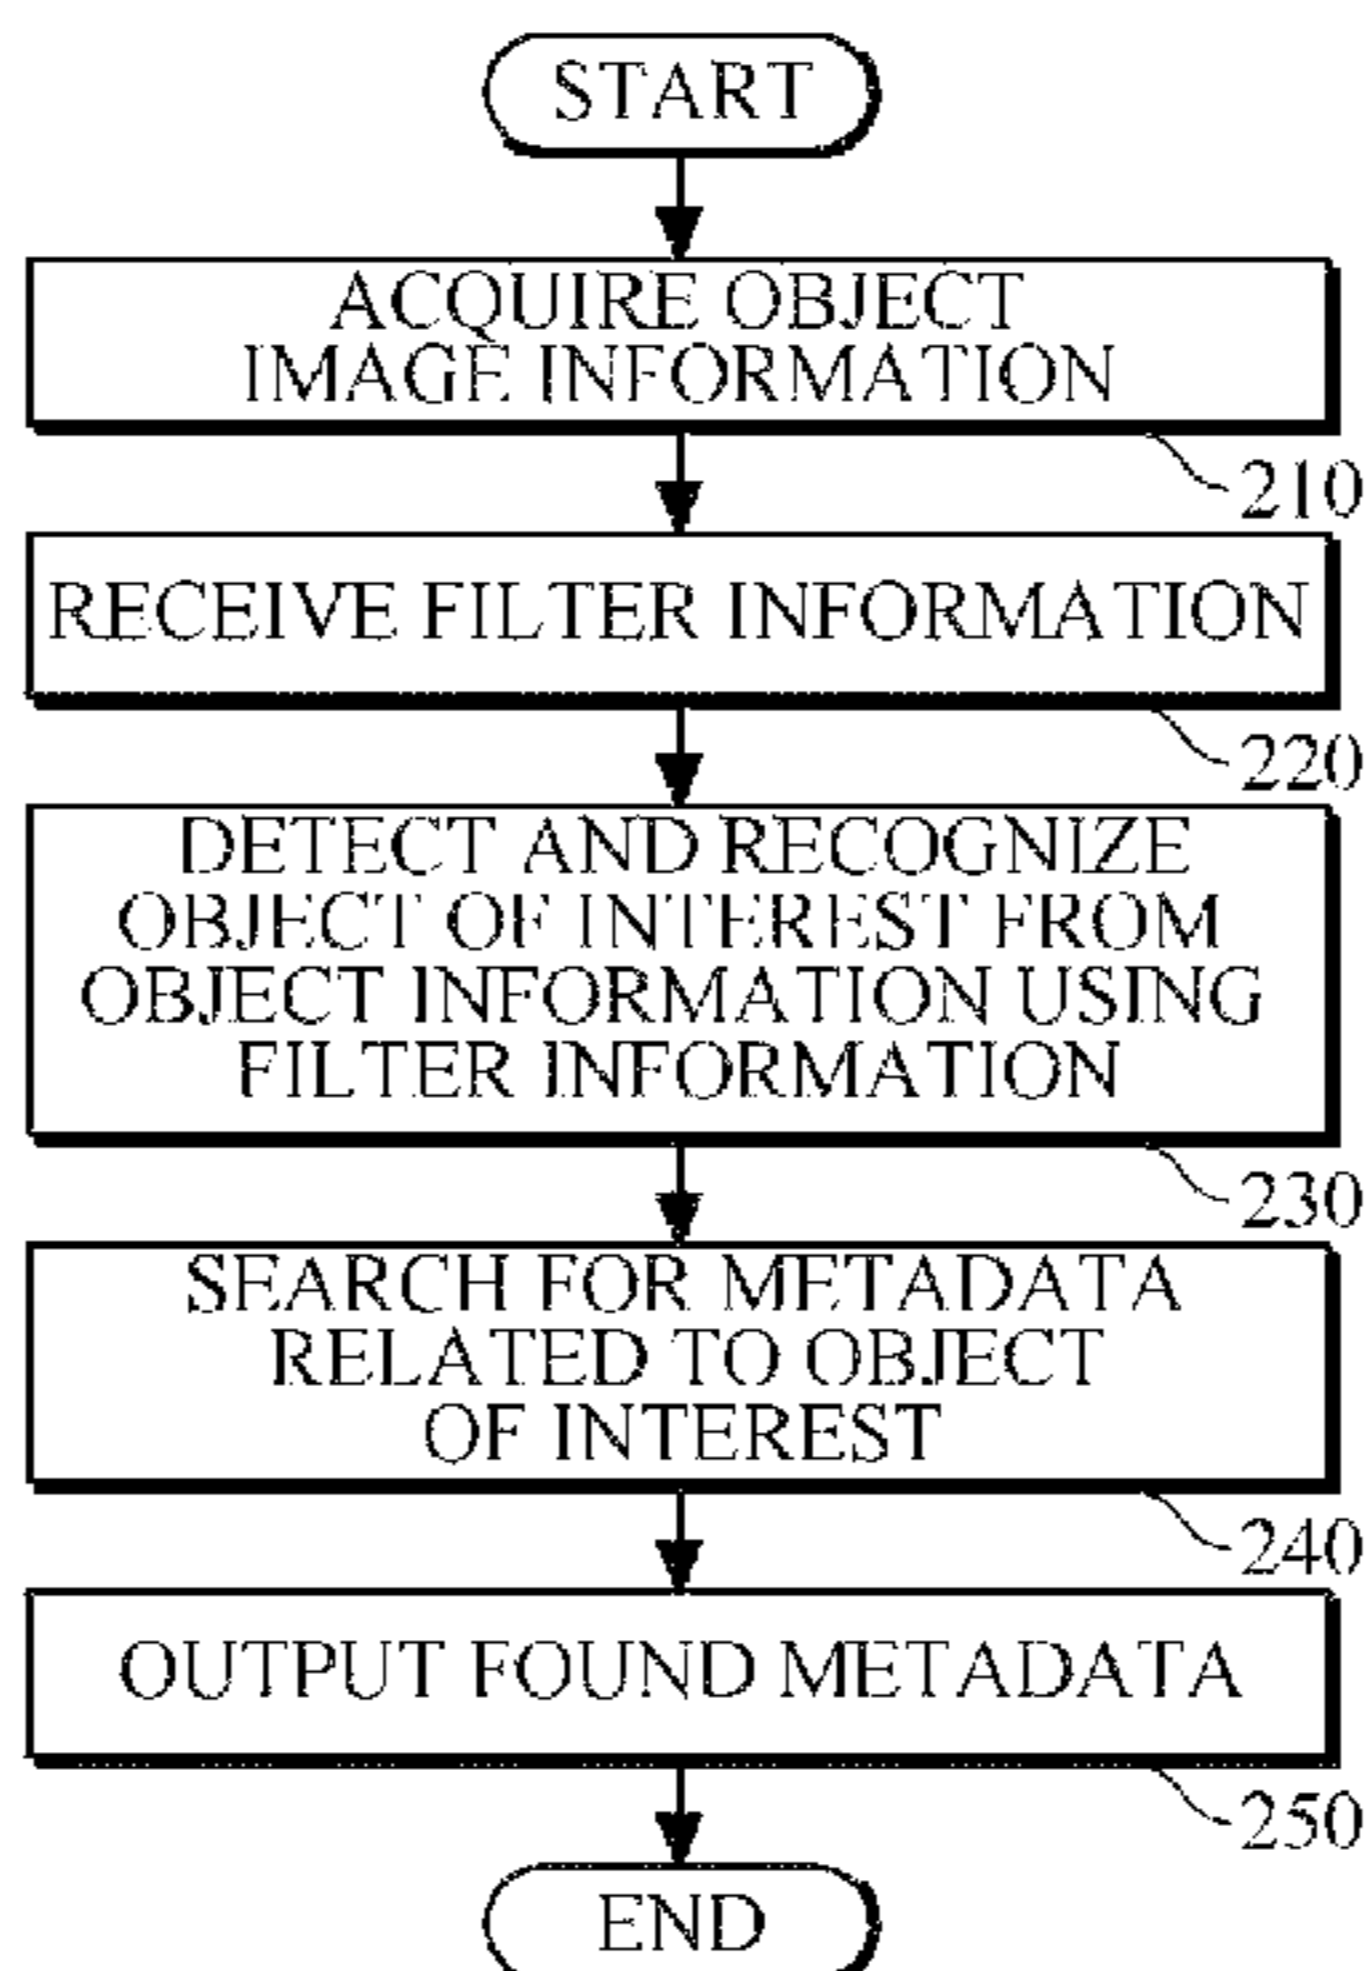 START
ACQUIRE OBJECT
IMAGE INFORMATION
210
RECEIVE FILTER INFORMATION
220
DETECT AND RECOGNIZE
OBJECT OF INTEREST FROM
OBJECT INFORMATION USING
FILTER INFORMATION
230
SEARCH FOR METADATA
RELATED TO OBJECT
OF INTEREST
240
OUTPUT FOUND METADATA
250
END